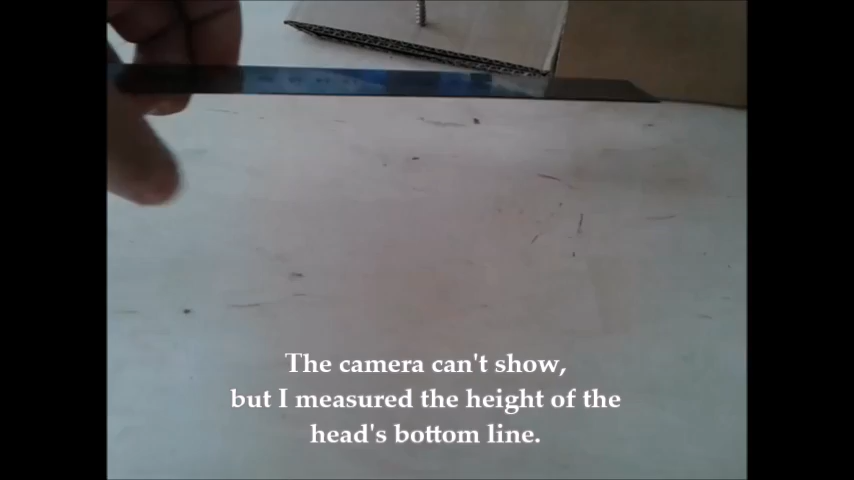 The camera can't show,
but I measured the height of the
head's bottom line.